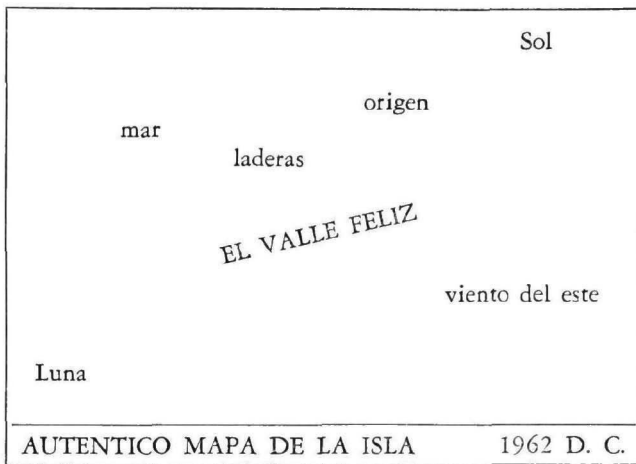 Sol
origen
mar
laderas
EL VALLE FELIZ
viento del este
Luna
AUTENTICO MAPA DE LA ISLA 1962 D. C.